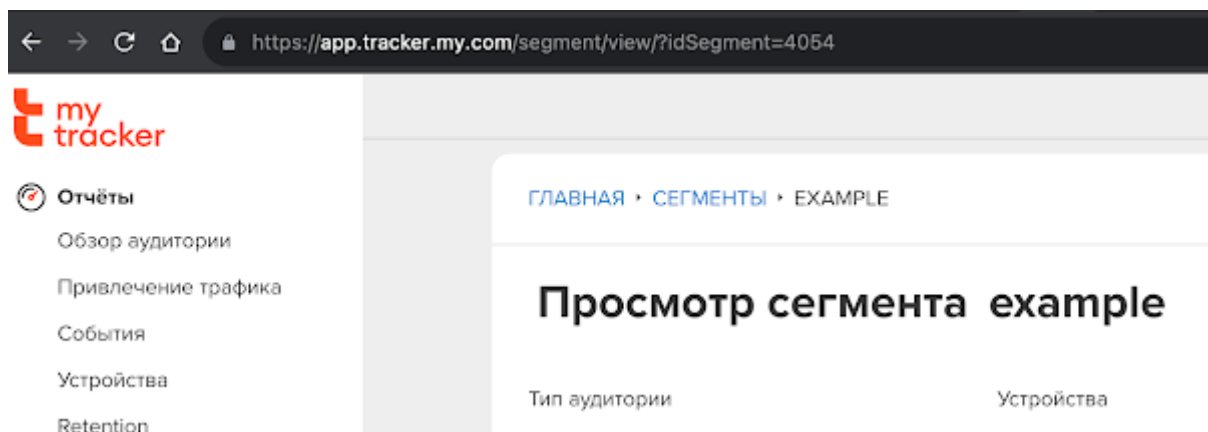 https://app.tracker.my.com/segment/view/?idSegment=4054
my
tracker
Отчёты
Обзор аудитории
Привлечение трафика
События
Устройства
Retention
ГЛАВНАЯ • СЕГМЕНТЫ • EXAMPLE
Просмотр сегмента example
Тип аудитории
Устройства